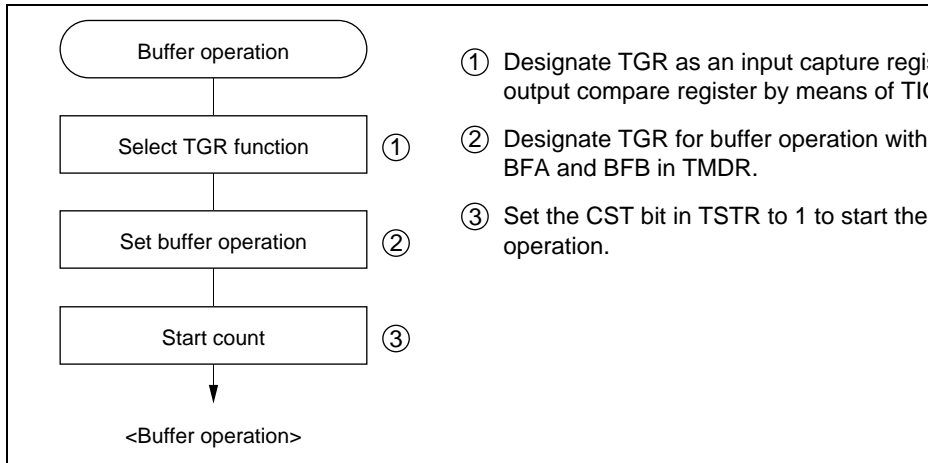 Buffer operation
Select TGR function
①
Set buffer operation
②
Start count
③
<Buffer operation>
① Designate TGR as an input capture
output compare register by means of
② Designate TGR for buffer operation with
BFA and BFB in TMDR.
③ Set the CST bit in TSTR to 1 to start the
operation.